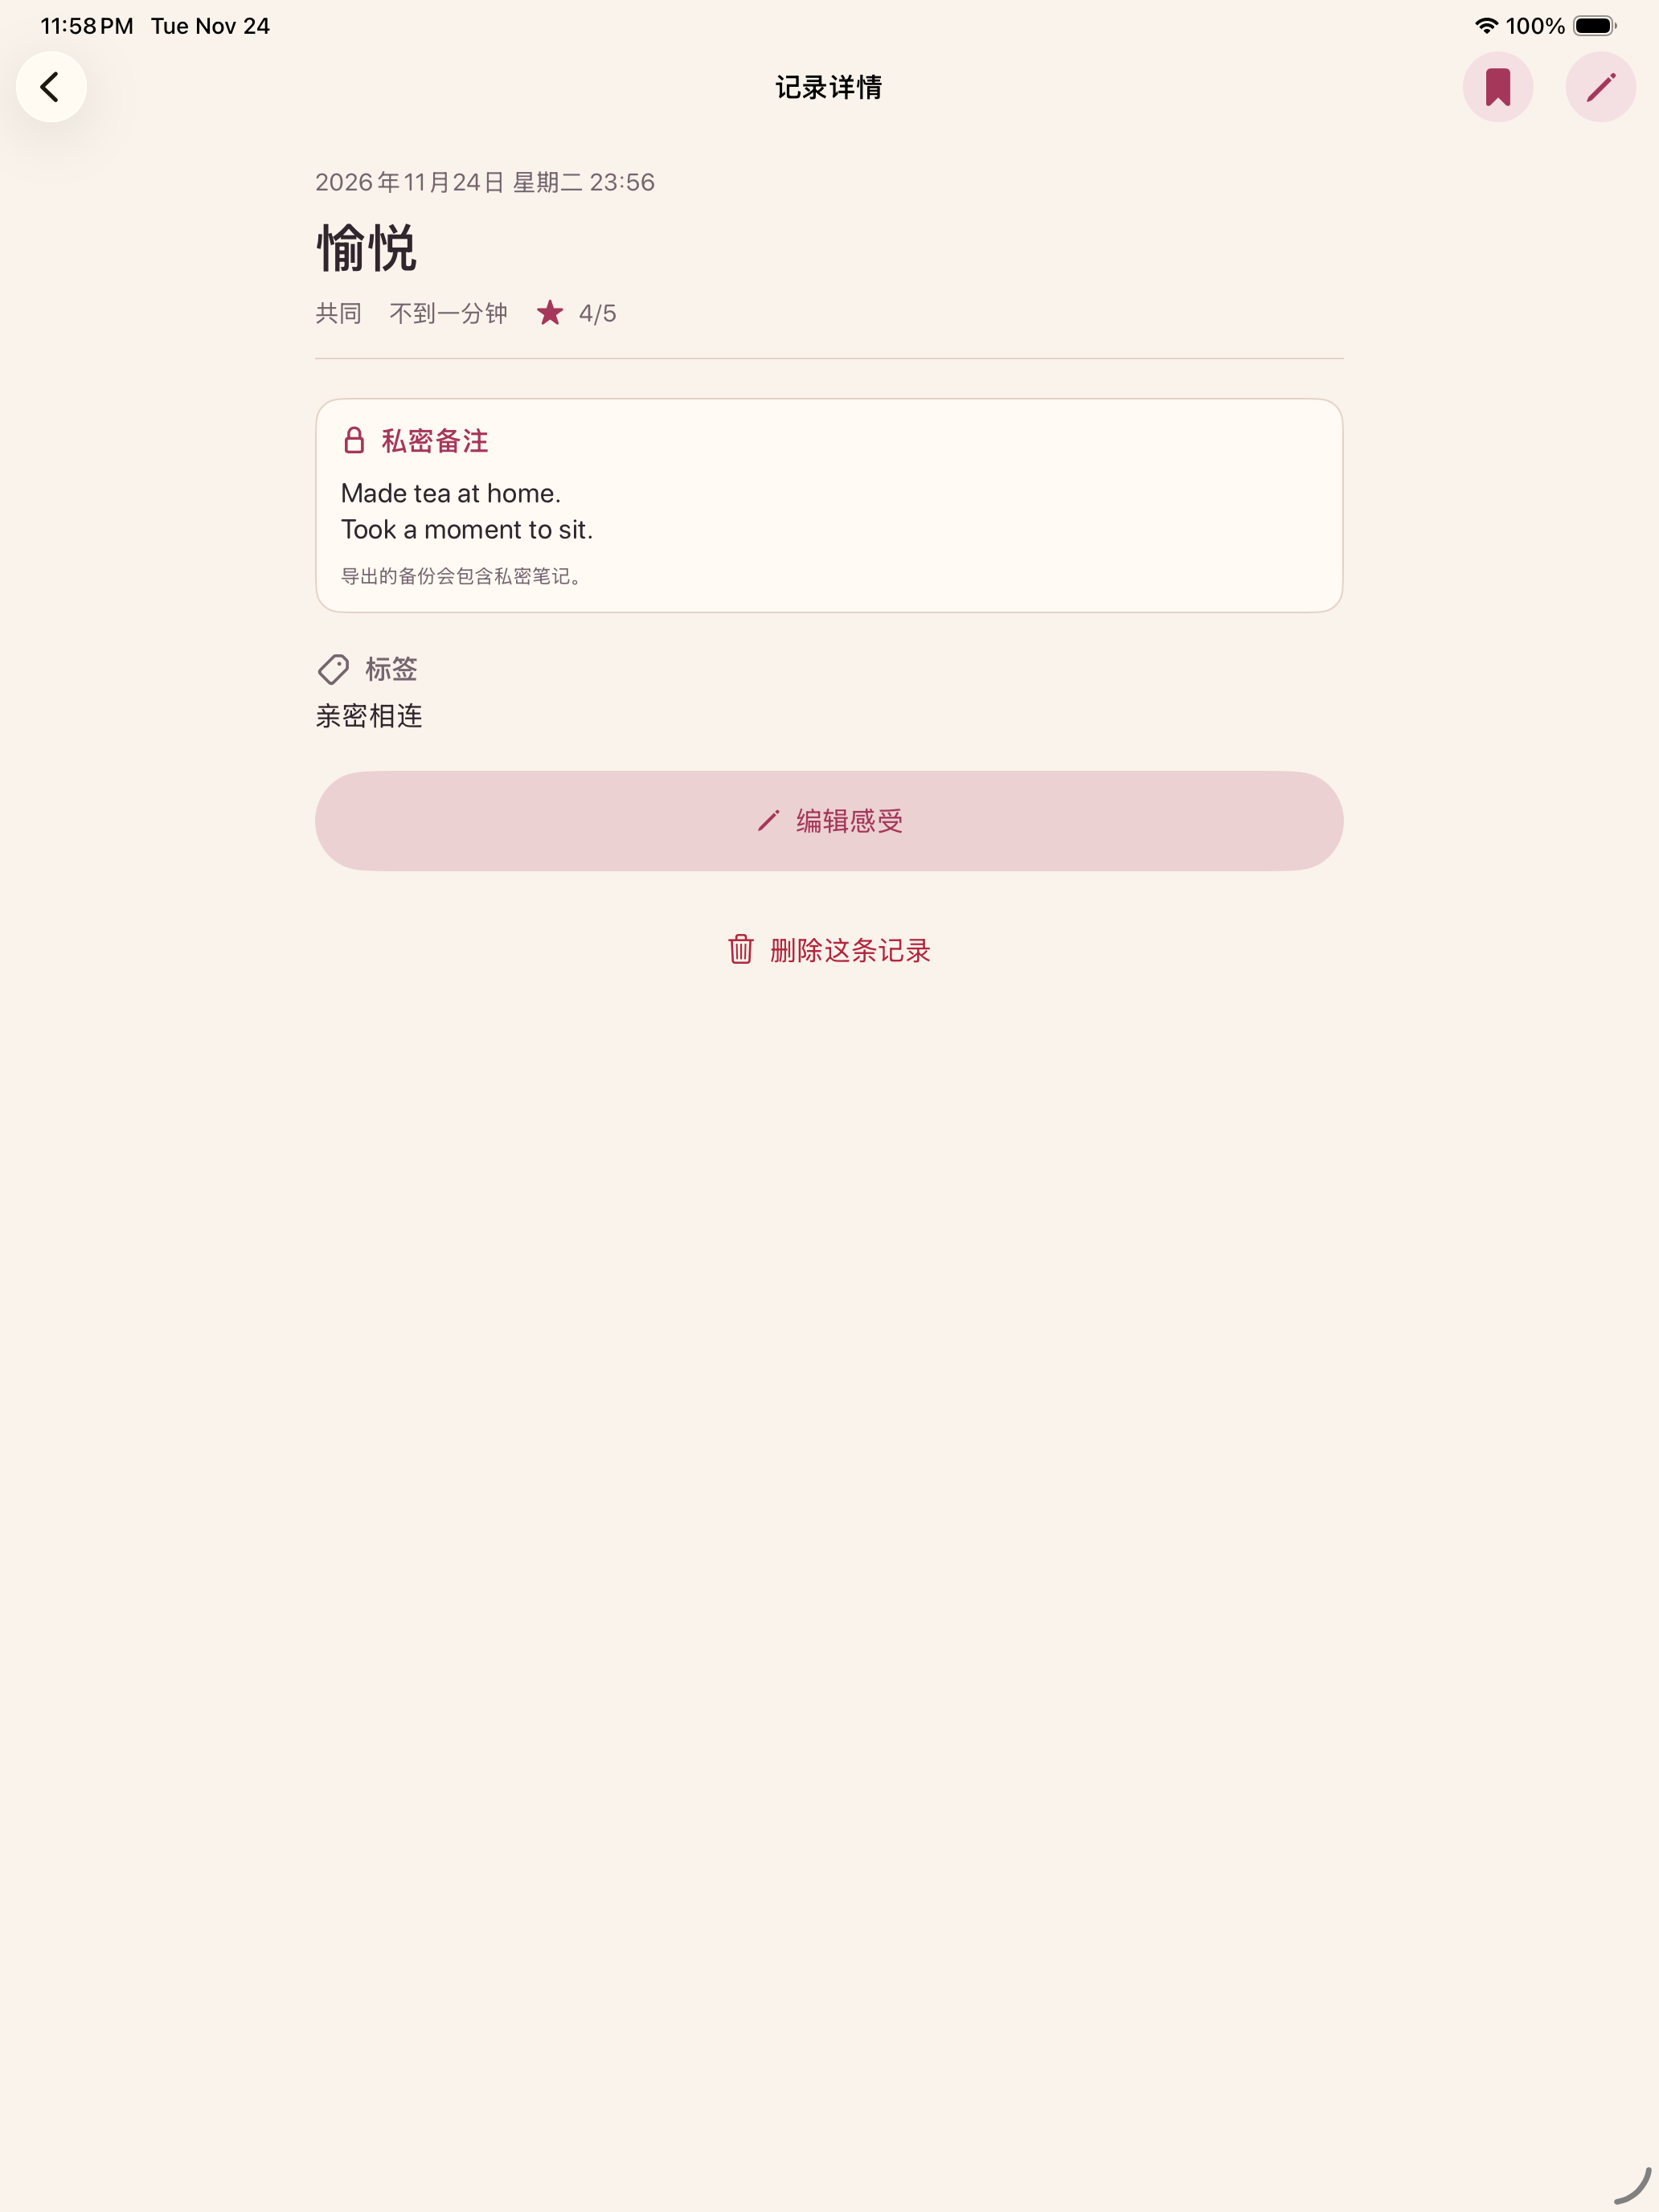 11:58 PM Tue Nov 24
100%
记录详情
2026年11月24日 星期二 23:56
愉悦
共同 不到一分钟 4/5
私密备注
Made tea at home.
Took a moment to sit.
导出的备份会包含私密笔记。
标签
亲密相连
编辑感受
删除这条记录